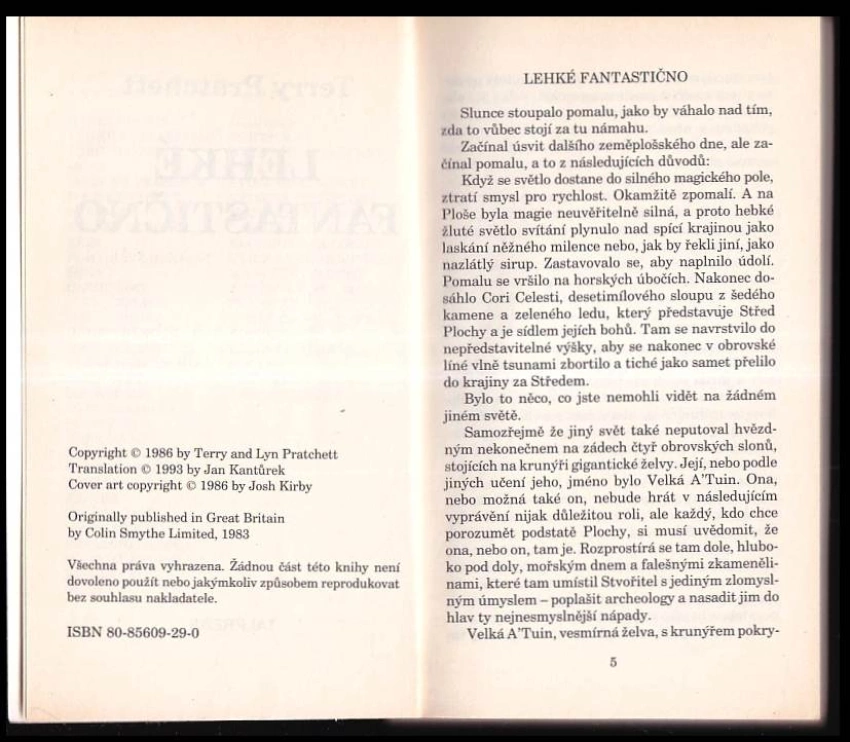 Copyright © 1986 by Terry and Lyn Pratchett
Translation © 1993 by Jan Kantůrek
Cover art copyright © 1986 by Josh Kirby
Originally published in Great Britain
by Colin Smythe Limited, 1983
Všechna práva vyhrazena. Žádnou část této knihy není
dovoleno použít nebo jakýmkoliv způsobem reprodukovat
bez souhlasu nakladatele.
ISBN 80-85609-29-0
LEHKÉ FANTASTIČNO
Slunce stoupalo pomalu, jako by váhalo nad tím,
zda to vůbec stojí za tu námahu.
Začínal úsvit dalšího zeměplošského dne, ale za-
čínal pomalu, a to z následujících důvodů:
Když se světlo dostane do silného magického pole,
ztratí smysl pro rychlost. Okamžitě zpomalí. A na
Ploše byla magie neuvěřitelně silná, a proto hebké
žluté světlo svítání plynulo nad spící krajinou jako
laskání něžného milence nebo, jak by řekli jiní, jako
nazlátlý sirup. Zastavovalo se, aby naplnilo údolí.
Pomalu se vršilo na horských úbočích. Nakonec do-
sáhlo Cori Celesti, desetimílového sloupu z šedého
kamene a zeleného ledu, který představuje Střed
Plochy a je sídlem jejích bohů. Tam se navrstvilo do
nepředstavitelné výšky, aby se nakonec v obrovské
líné vlně tsunami zbortilo a tiché jako samet přelilo
do krajiny za Středem.
Bylo to něco, co jste nemohli vidět na žádném
jiném světě.
Samozřejmě že jiný svět také neputoval hvězd-
ným nekonečnem na zádech čtyř obrovských slonů,
stojících na krunýři gigantické želvy. Její, nebo podle
jiných učení jeho, jméno bylo Velká A'Tuin. Ona,
nebo možná také on, nebude hrát v následujícím
vyprávění nijak důležitou roli, ale každý, kdo chce
porozumět podstatě Plochy, si musí uvědomit, že
ona, nebo on, tam je. Rozprostírá se tam dole, hlubo-
ko pod doly, mořským dnem a falešnými zkameněli-
nami, které tam umístil Stvořitel s jediným zlomysl-
ným úmyslem – poplašit archeology a nasadit jim do
hlav ty nejnesmyslnější nápady.
Velká A'Tuin, vesmírná želva, s krunýřem pokry-
5